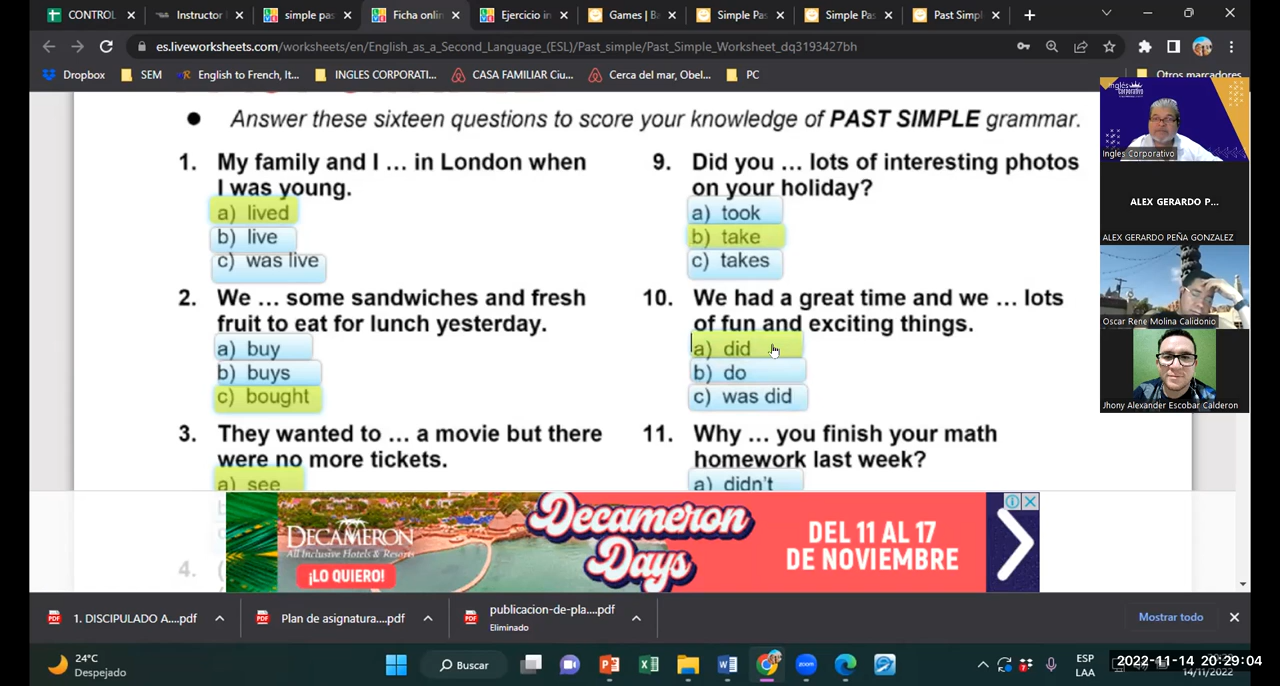 CONTROL
Instructor
simple pas
Ficha onlin
Ejercicio in
Games | Ba
Simple Pas
Simple Pas
Past Simpl
es.liveworksheets.com/worksheets/en/English_as_a_Second_Language_(ESL)/Past_simple/Past_Simple_Worksheet_dq3193427bh
Dropbox
SEM
English to French, It...
INGLES CORPORATI...
CASA FAMILIAR Ciu...
Cerca del mar, Obel...
PC
Otros marcadores
Answer these sixteen questions to score your knowledge of PAST SIMPLE grammar.
1. My family and I ... in London when
I was young.
a) lived
b) live
c) was live
2. We ... some sandwiches and fresh
fruit to eat for lunch yesterday.
a) buy
b) buys
c) bought
3. They wanted to ... a movie but there
were no more tickets.
a) see
4.
9. Did you ... lots of interesting photos
on your holiday?
a) took
b) take
c) takes
10. We had a great time and we ... lots
of fun and exciting things.
a) did
b) do
c) was did
11. Why ... you finish your math
homework last week?
a) didn't
Inglés
corporativo
Ingles Corporativo
ALEX GERARDO P...
ALEX GERARDO PEÑA GONZALEZ
Oscar Rene Molina Calidonio
Jhony Alexander Escobar Calderon
DECAMERON
All Inclusive Hotels & Resorts
¡LO QUIERO!
Decameron
Days
DEL 11 AL 17
DE NOVIEMBRE
1. DISCIPULADO A....pdf
Plan de asignatura....pdf
publicacion-de-pla....pdf
Eliminado
Mostrar todo
24°C
Despejado
Buscar
ESP
LAA
2022-11-14 20:29:04
14/11/2022